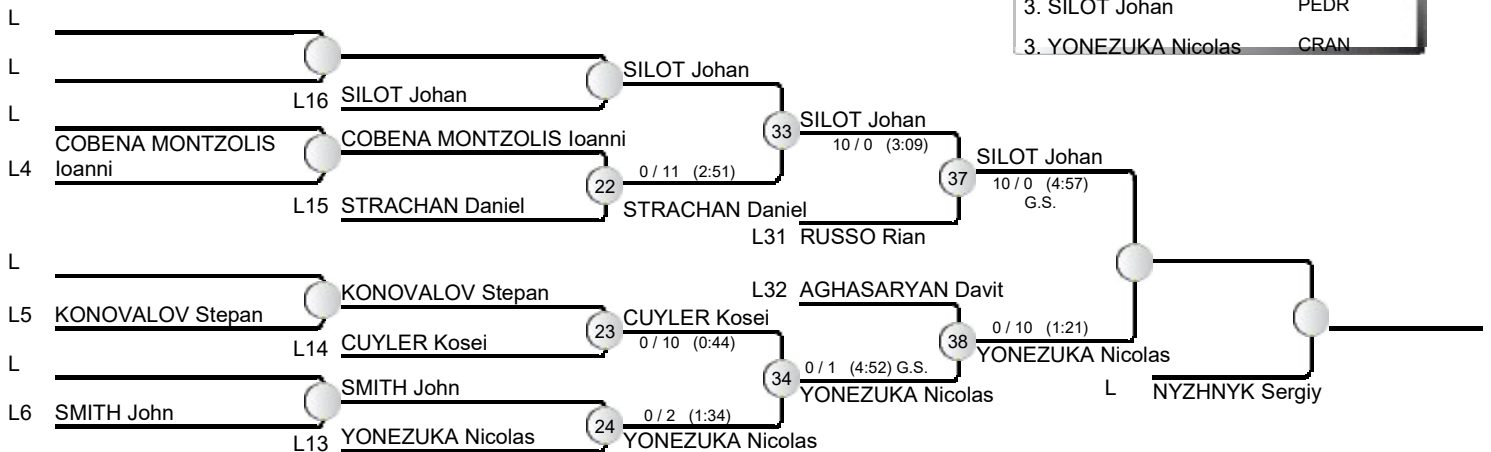 3. SILOT Johan PEDR
3. YONEZUKA Nicolas CRAN
L
L
L16 SILOT Johan
SILOT Johan
L
COBENA MONTZOLIS
L4 Ioanni
COBENA MONTZOLIS Ioanni
L15 STRACHAN Daniel
22
0 / 11 (2:51)
STRACHAN Daniel
33
SILOT Johan
10 / 0 (3:09)
L31 RUSSO Rian
37
SILOT Johan
10 / 0 (4:57)
G.S.
L
L5 KONOVALOV Stepan
KONOVALOV Stepan
L14 CUYLER Kosei
23
CUYLER Kosei
0 / 10 (0:44)
L
L6 SMITH John
SMITH John
L13 YONEZUKA Nicolas
24
0 / 2 (1:34)
YONEZUKA Nicolas
34
0 / 1 (4:52) G.S.
YONEZUKA Nicolas
L32 AGHASARYAN Davit
38
0 / 10 (1:21)
YONEZUKA Nicolas
L NYZHNYK Sergiy